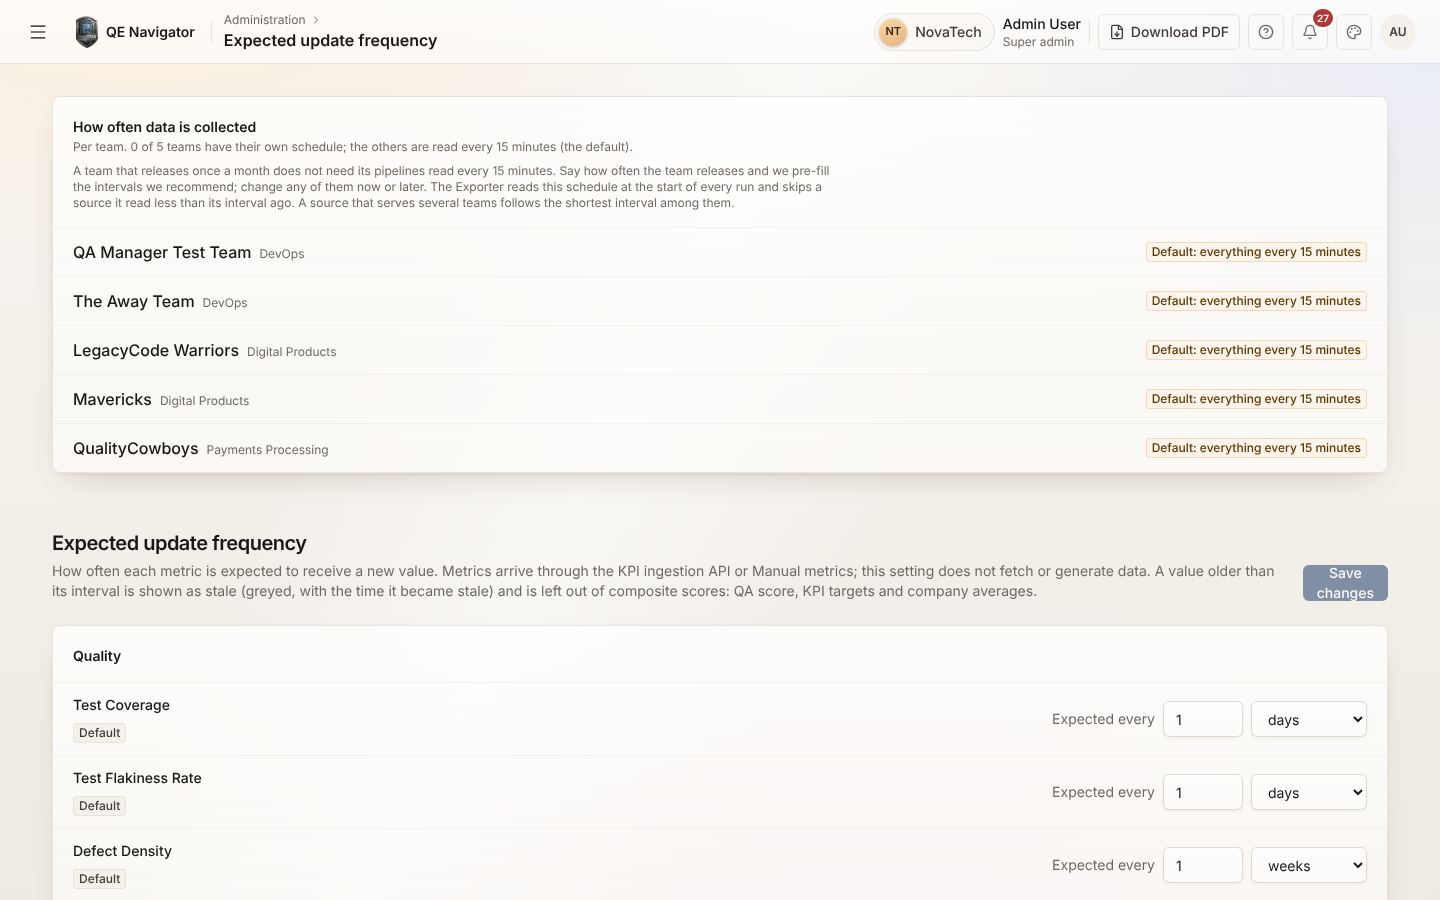 QE Navigator
Administration
Expected update frequency
NT NovaTech
Admin User
Super admin
Download PDF
27
AU
How often data is collected
Per team. 0 of 5 teams have their own schedule; the others are read every 15 minutes (the default).
A team that releases once a month does not need its pipelines read every 15 minutes. Say how often the team releases and we pre-fill
the intervals we recommend; change any of them now or later. The Exporter reads this schedule at the start of every run and skips a
source it read less than its interval ago. A source that serves several teams follows the shortest interval among them.
QA Manager Test Team DevOps Default: everything every 15 minutes
The Away Team DevOps Default: everything every 15 minutes
LegacyCode Warriors Digital Products Default: everything every 15 minutes
Mavericks Digital Products Default: everything every 15 minutes
QualityCowboys Payments Processing Default: everything every 15 minutes
Expected update frequency
How often each metric is expected to receive a new value. Metrics arrive through the KPI ingestion API or Manual metrics; this setting does not fetch or generate data. A value older than
its interval is shown as stale (greyed, with the time it became stale) and is left out of composite scores: QA score, KPI targets and company averages.
Save
changes
Quality
Test Coverage
Default
Expected every 1 days
Test Flakiness Rate
Default
Expected every 1 days
Defect Density
Default
Expected every 1 weeks